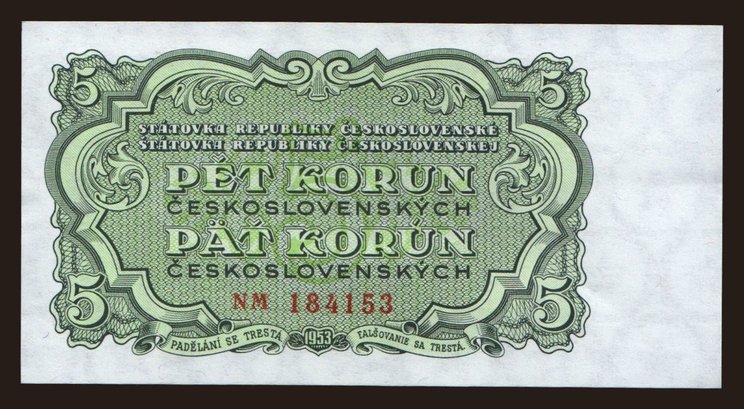 5 5
STÁTOVKA REPUBLIKY ČESKOSLOVENSKÉ
ŠTÁTOVKA REPUBLIKY ČESKOSLOVENSKEJ
PĚT KORUN
ČESKOSLOVENSKÝCH
PÄŤ KORÚN
ČESKOSLOVENSKÝCH
NM 184153
5 5
PADĚLÁNÍ SE TRESTÁ 1953 FALŠOVANIE SA TRESTÁ.